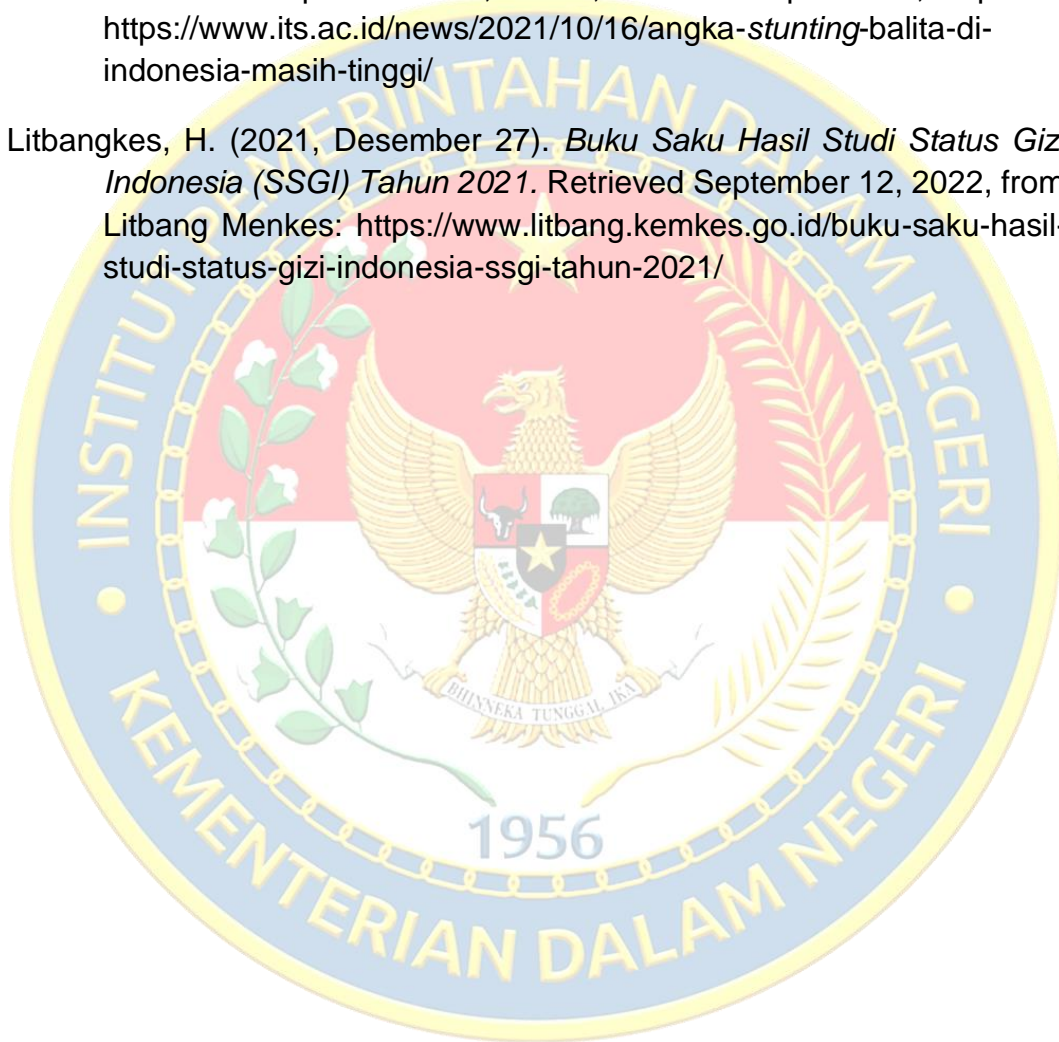 https://www.its.ac.id/news/2021/10/16/angka-stunting-balita-di-
indonesia-masih-tinggi/
Litbangkes, H. (2021, Desember 27). Buku Saku Hasil Studi Status Giz
Indonesia (SSGI) Tahun 2021. Retrieved September 12, 2022, from
Litbang Menkes: https://www.litbang.kemkes.go.id/buku-saku-hasil-
studi-status-gizi-indonesia-ssgi-tahun-2021/
INSTITUT PEMERINTAHAN DALAM NEGERI
BHINNEKA TUNGGAL IKA
1956
KEMENTERIAN DALAM NEGERI